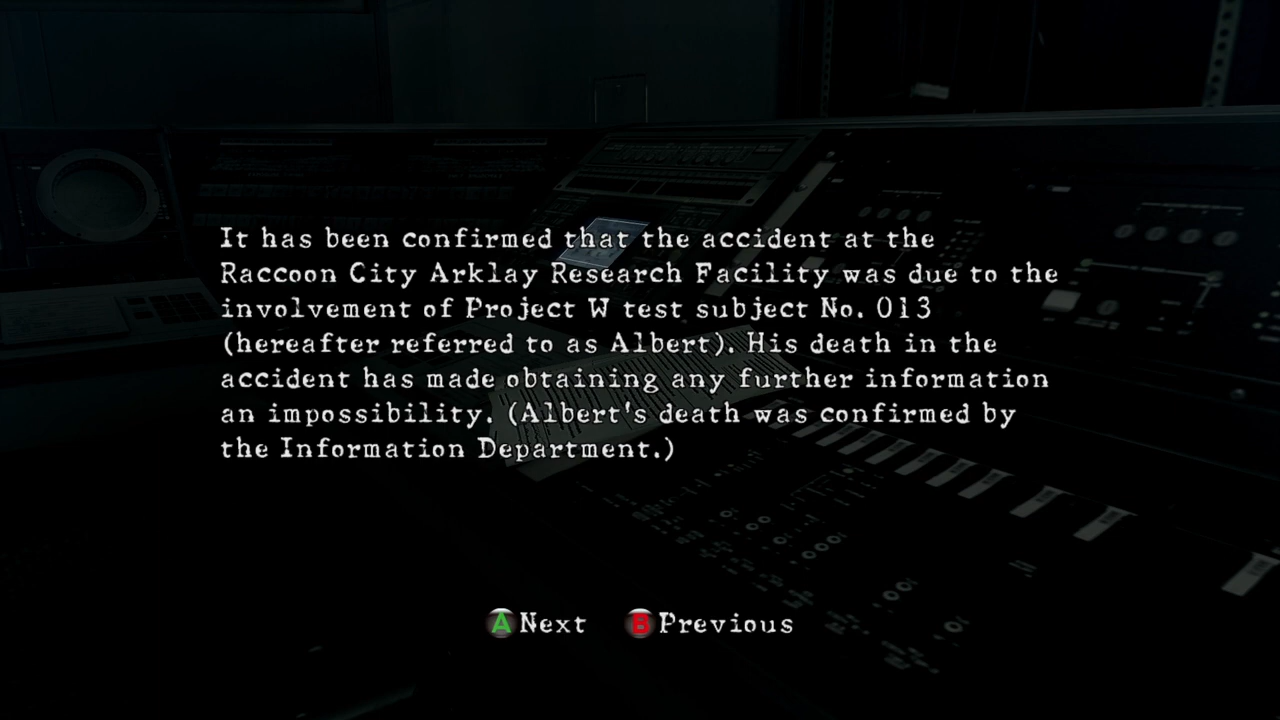 It has been confirmed that the accident at the
Raccoon City Arklay Research Facility was due to the
involvement of Project W test subject No. 013
(hereafter referred to as Albert). His death in the
accident has made obtaining any further information
an impossibility. (Albert's death was confirmed by
the Information Department.)
A Next B Previous